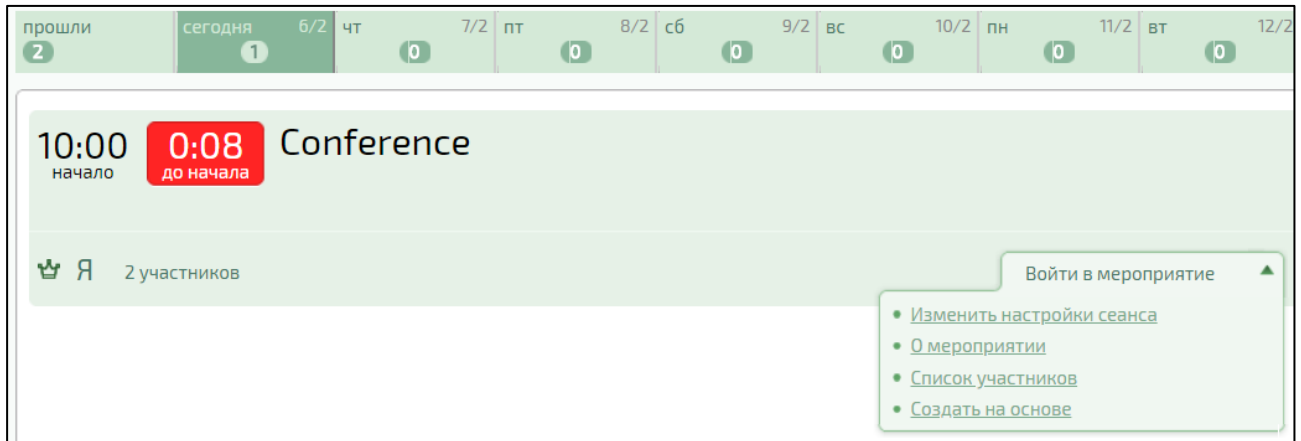 прошли сегодня 6/2 чт 7/2 пт 8/2 сб 9/2 вс 10/2 пн 11/2 вт 12/2
2 1 0 0 0 0 0 0
10:00 0:08 Conference
начало до начала
Я 2 участников Войти в мероприятие
Изменить настройки сеанса
О мероприятии
Список участников
Создать на основе